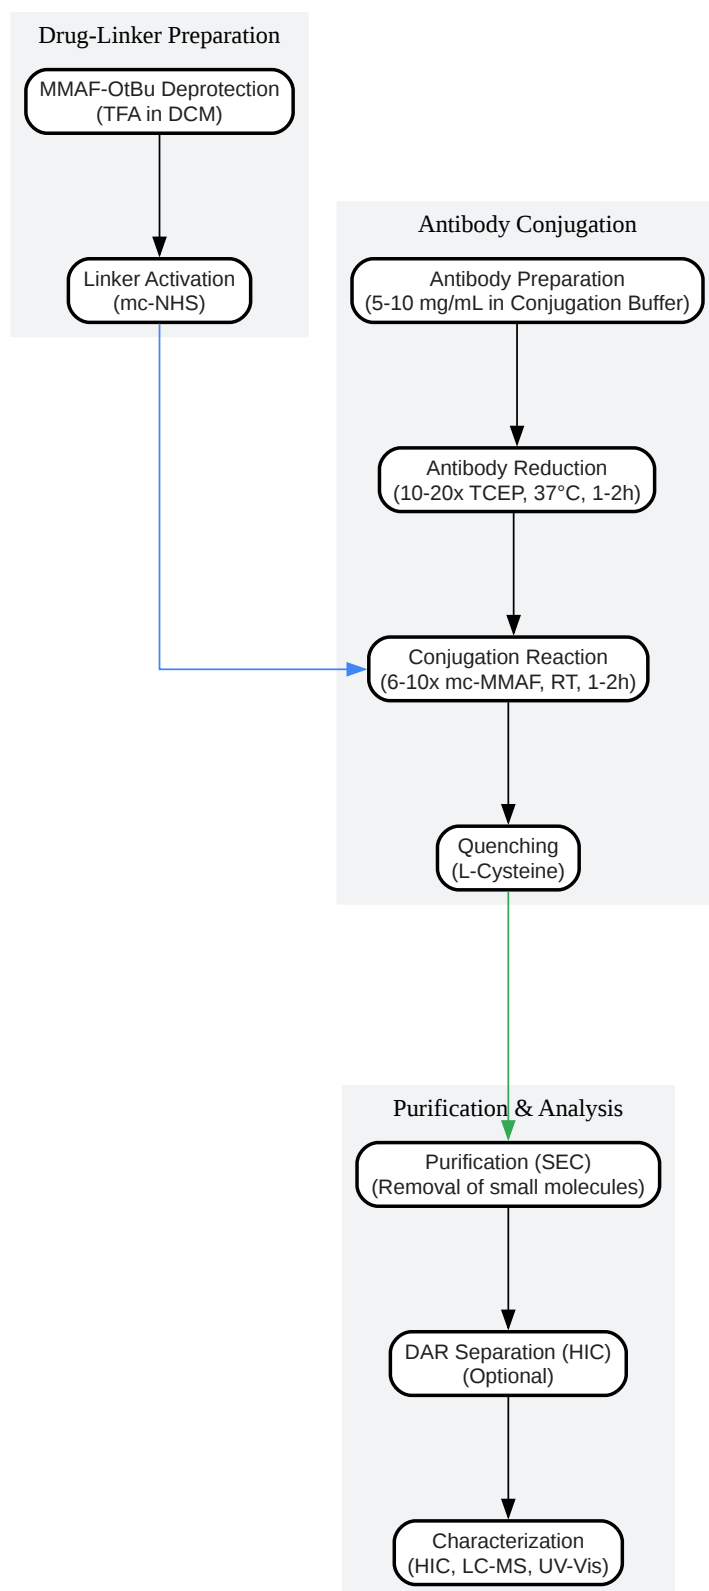 Drug-Linker Preparation
MMAF-OtBu Deprotection
(TFA in DCM)
Linker Activation
(mc-NHS)
Antibody Conjugation
Antibody Preparation
(5-10 mg/mL in Conjugation Buffer)
Antibody Reduction
(10-20x TCEP, 37°C, 1-2h)
Conjugation Reaction
(6-10x mc-MMAF, RT, 1-2h)
Quenching
(L-Cysteine)
Purification & Analysis
Purification (SEC)
(Removal of small molecules)
DAR Separation (HIC)
(Optional)
Characterization
(HIC, LC-MS, UV-Vis)